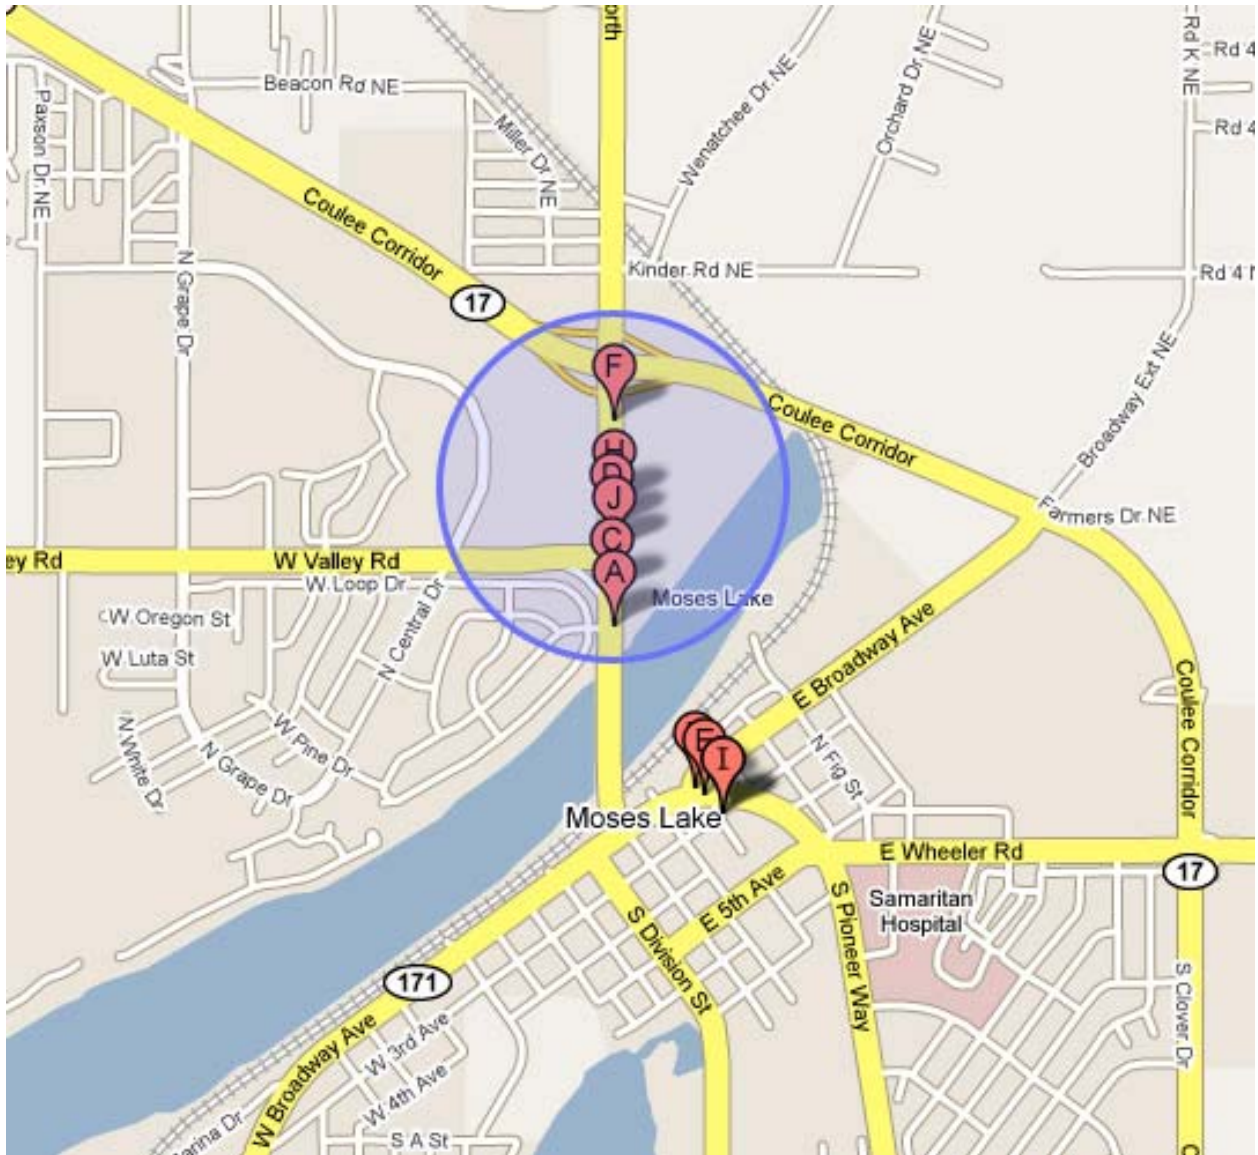 orth
Rd K NE
Rd 4
Beacon Rd NE
Wenatchee Dr. NE
Orchard Dr. NE
Paxson Dr. NE
Miller Dr. NE
Rd 4
Coulee Corridor
N Grape Dr
Kinder Rd NE
Rd 4 N
17
F
Broadway Ext NE
Coulee Corridor
H
D
J
Farmers Dr. NE
C
ey Rd
W Valley Rd
A
W Loop Dr
Moses Lake
W Oregon St
N Central Dr
W Luta St
E Broadway Ave
Coulee Corridor
N White Dr
W Pine Dr
N Grape Dr
E
I
N Fig St
Moses Lake
E Wheeler Rd
17
E 5th Ave
Samaritan
Hospital
S Division St
S Pioneer Way
171
S Clover Dr
W Broadway Ave
W 3rd Ave
W 4th Ave
arina Dr
S A St